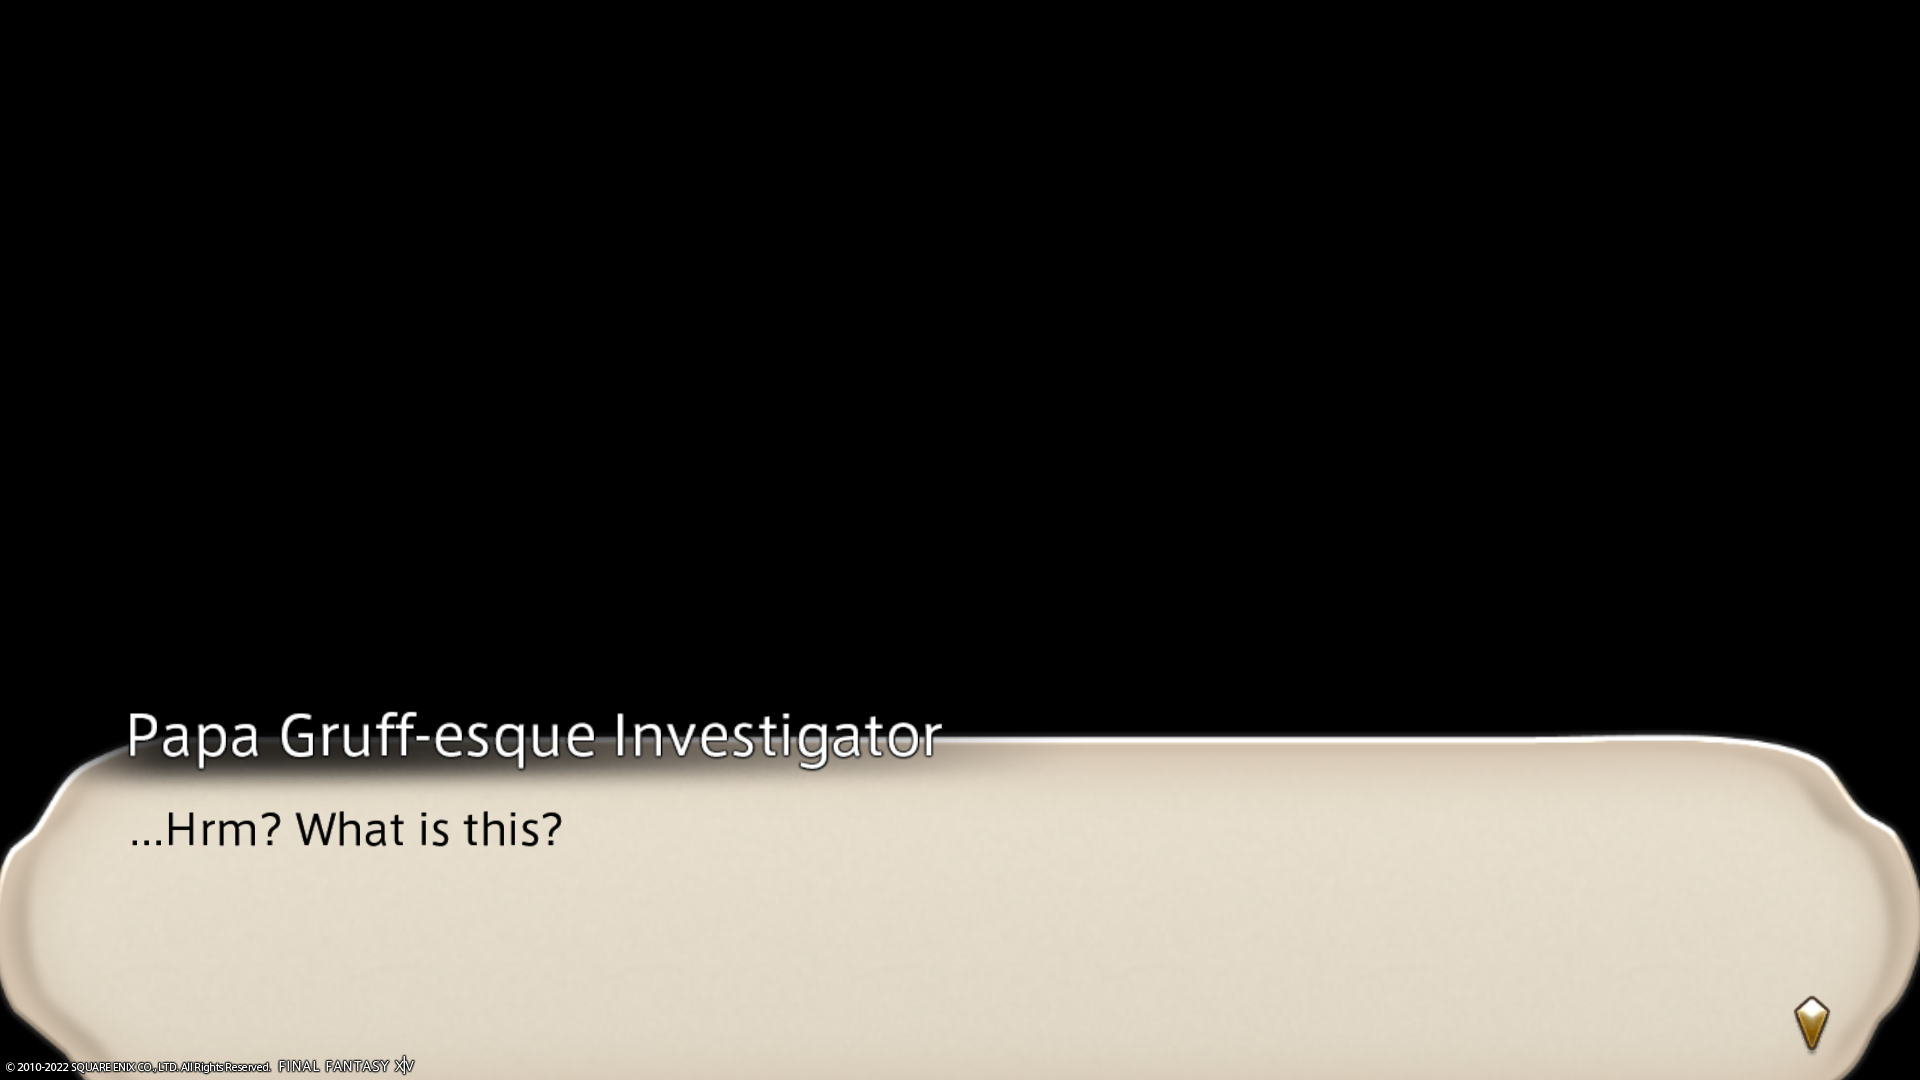 Papa Gruff-esque Investigator
...Hrm? What is this?
© 2010-2022 SQUARE ENIX CO., LTD. All Rights Reserved. FINAL FANTASY XIV